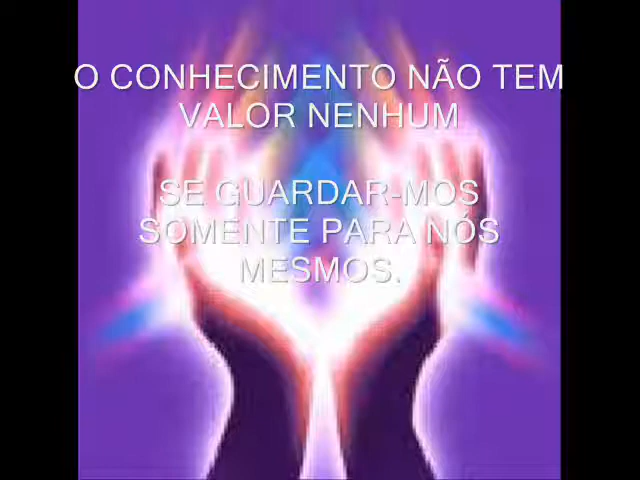 O CONHECIMENTO NÃO TEM
VALOR NENHUM
SE GUARDAR-MOS
SOMENTE PARA NÓS
MESMOS.